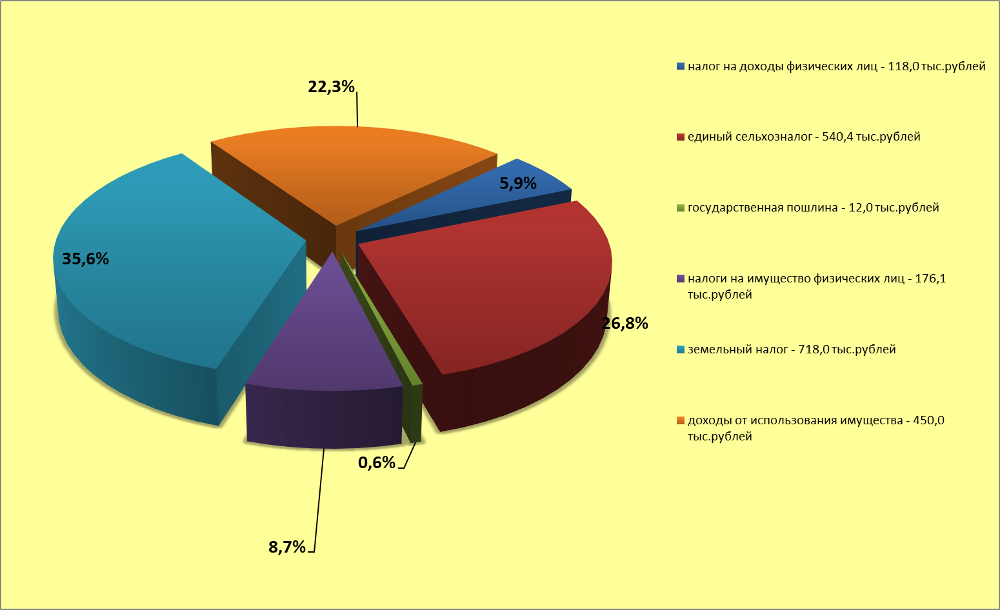 22,3%
5,9%
35,6%
26,8%
0,6%
8,7%
налог на доходы физических лиц - 118,0 тыс.рублей
единый сельхозналог - 540,4 тыс.рублей
государственная пошлина - 12,0 тыс.рублей
налоги на имущество физических лиц - 176,1
тыс.рублей
земельный налог - 718,0 тыс.рублей
доходы от использования имущества - 450,0
тыс.рублей